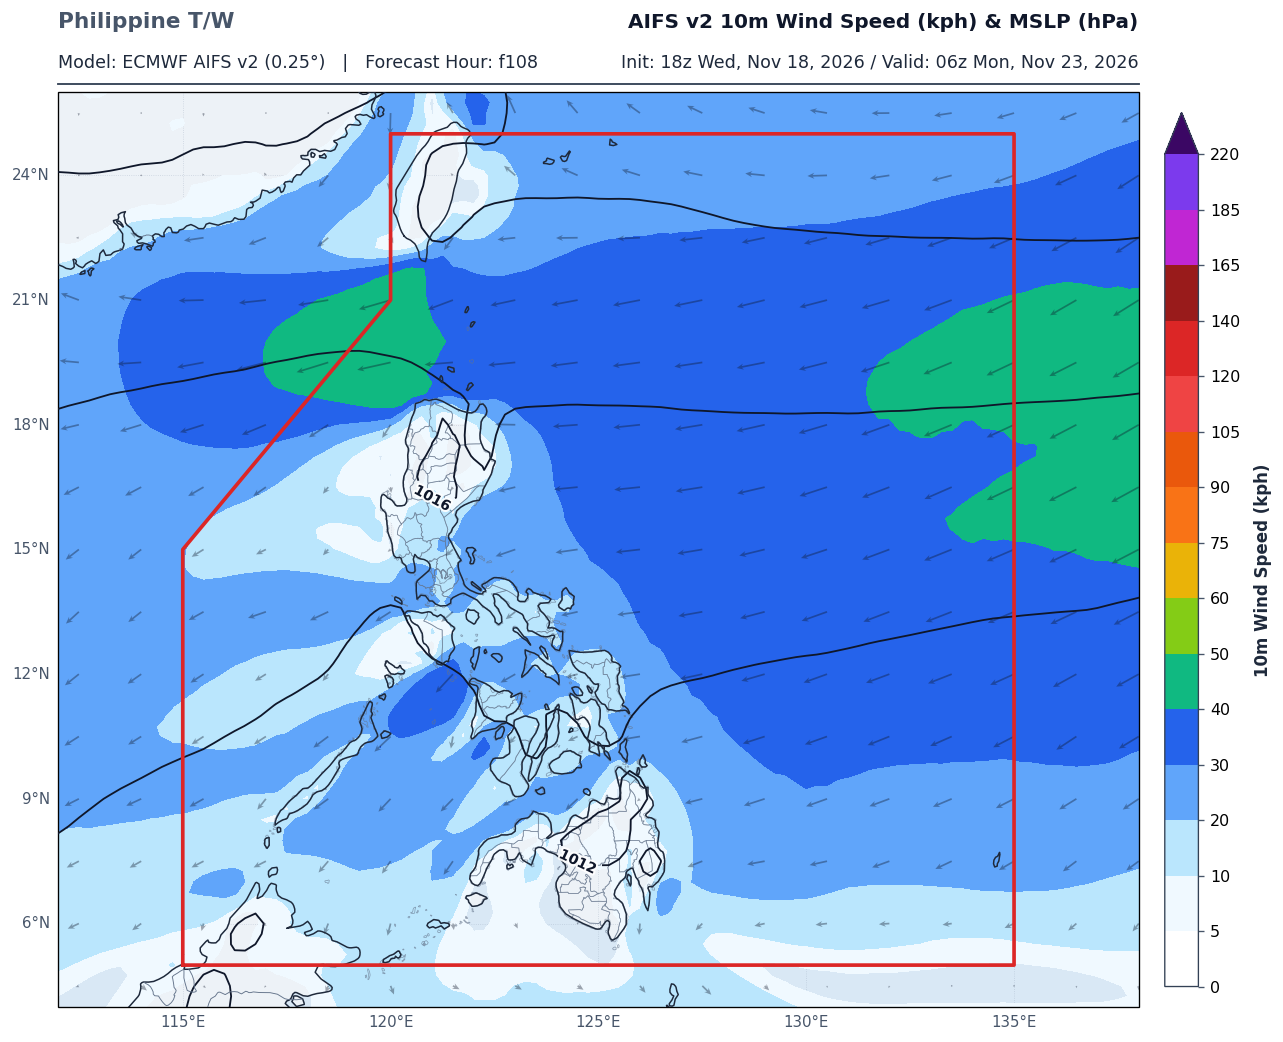 Philippine T/W
AIFS v2 10m Wind Speed (kph) & MSLP (hPa)
Model: ECMWF AIFS v2 (0.25°) | Forecast Hour: f108
Init: 18z Wed, Nov 18, 2026 / Valid: 06z Mon, Nov 23, 2026
24°N
21°N
18°N
15°N
12°N
9°N
6°N
1016
1012
115°E
120°E
125°E
130°E
135°E
220
185
165
140
120
105
90
75
60
50
40
30
20
10
5
0
10m Wind Speed (kph)